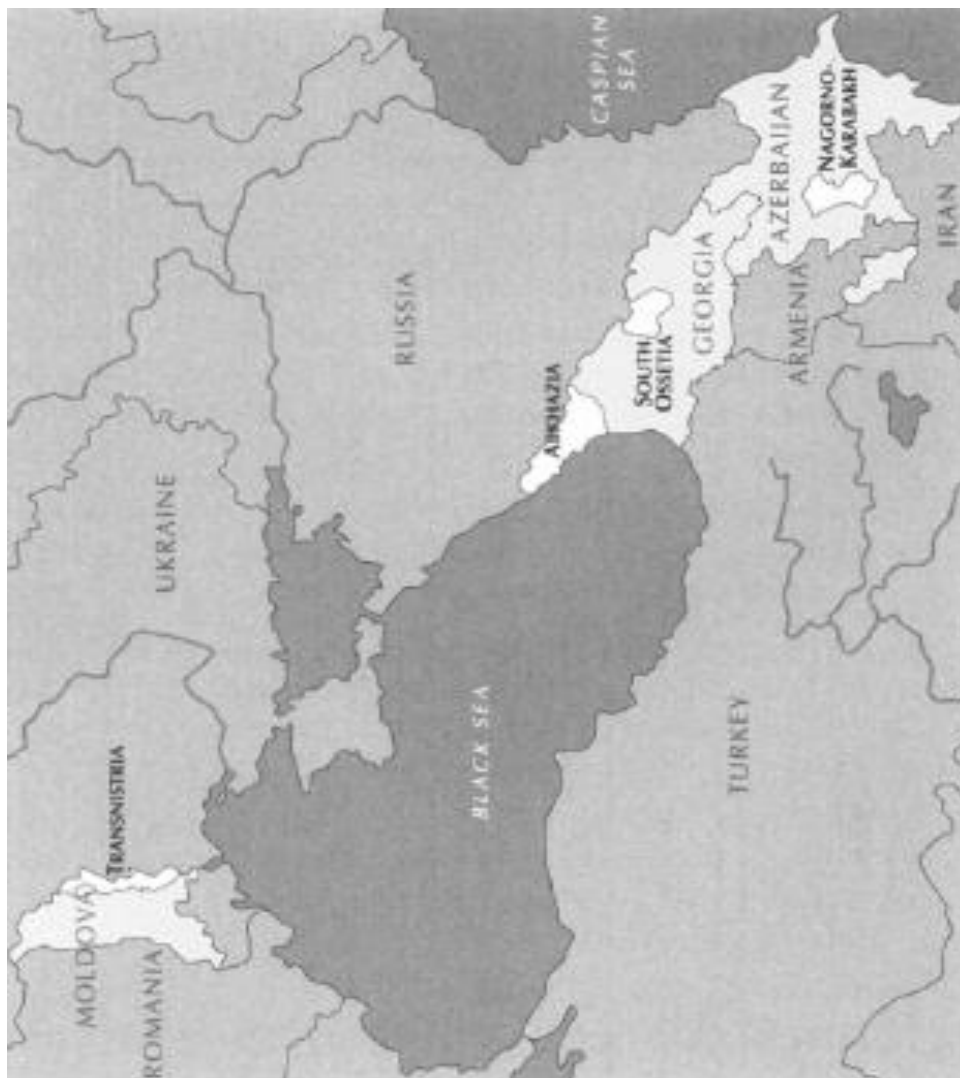 UKRAINE
MOLDOVA
TRANSNISTRIA
ROMANIA
RUSSIA
CASPIAN
SEA
BLACK SEA
ABKHAZIA
SOUTH
OSSETIA
GEORGIA
AZERBAIJAN
ARMENIA
NAGORNO-
KARABAKH
TURKEY
IRAN